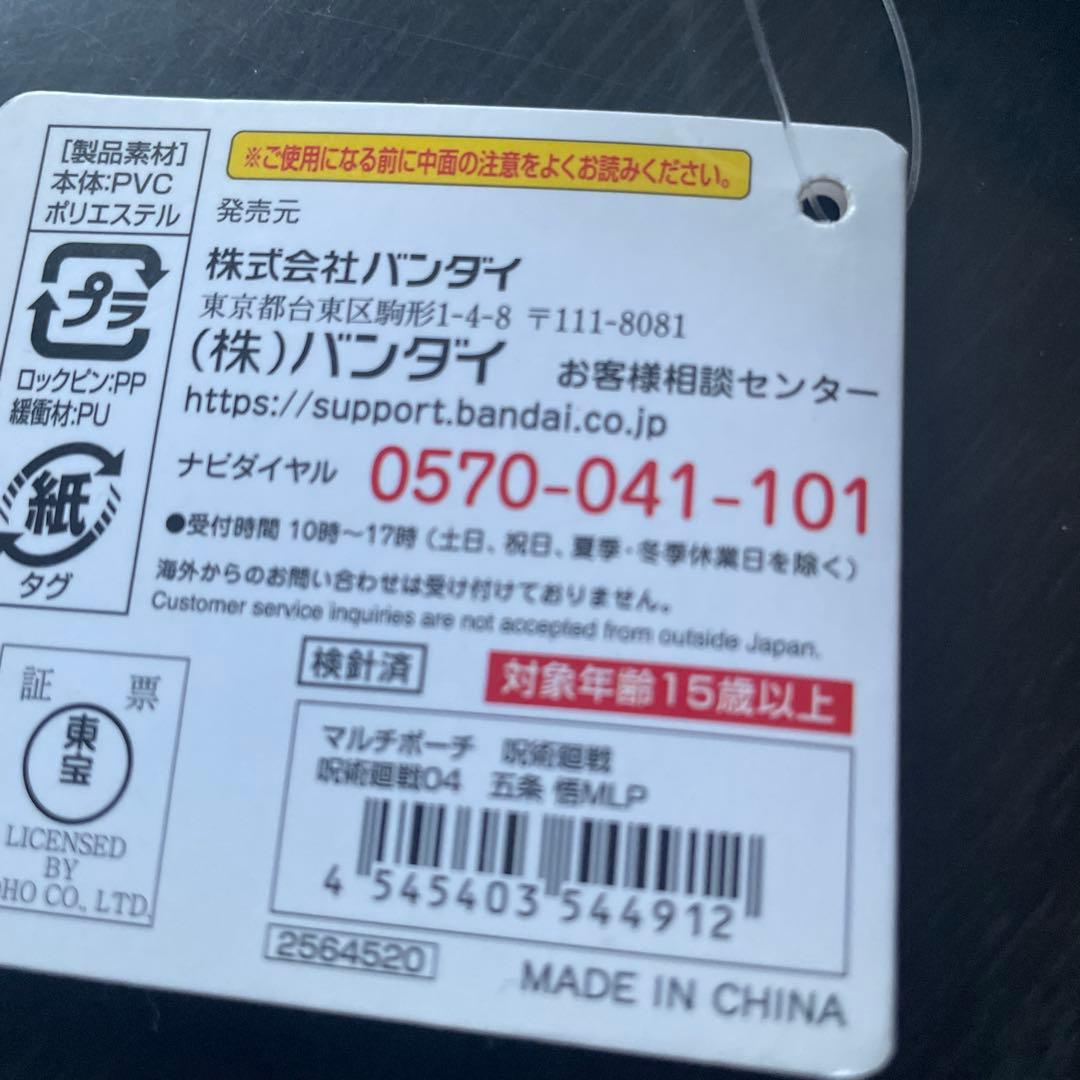 [製品素材]
本体:PVC
ポリエステル
プラ
ロックピン:PP
緩衝材:PU
紙
タグ
※ご使用になる前に中面の注意をよくお読みください。
発売元
株式会社バンダイ
東京都台東区駒形1-4-8 〒111-8081
(株)バンダイ お客様相談センター
https://support.bandai.co.jp
ナビダイヤル 0570-041-101
●受付時間 10時～17時 (土日、祝日、夏季・冬季休業日を除く)
海外からのお問い合わせは受け付けておりません。
Customer service inquiries are not accepted from outside Japan.
証 票
東宝
LICENSED
BY
OHO CO., LTD.
検針済
対象年齢15歳以上
マルチポーチ 呪術廻戦
呪術廻戦04 五条 悟MLP
4 545403 544912
2564520
MADE IN CHINA